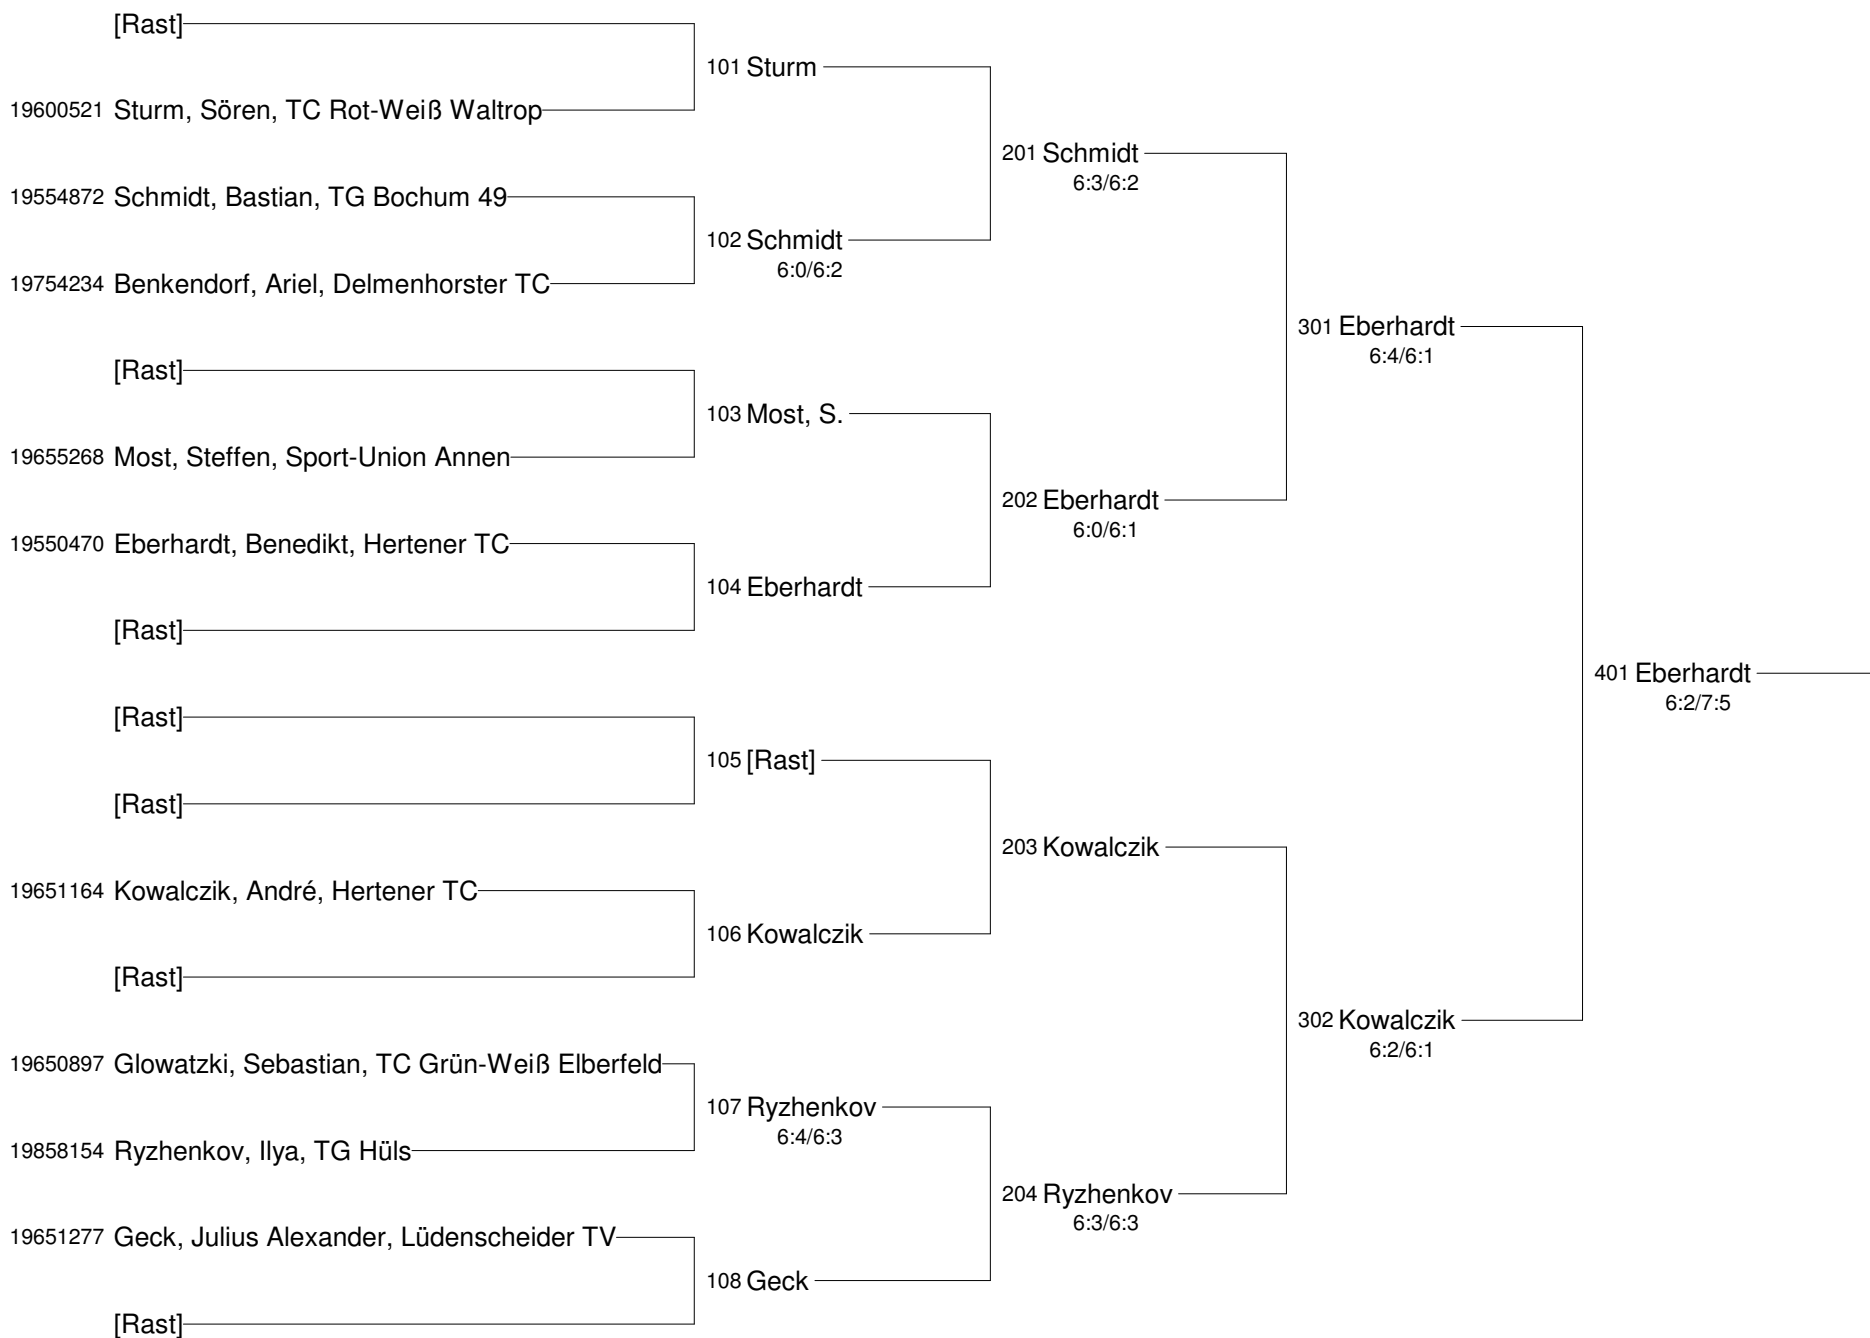 [Rast]
101 Sturm
19600521 Sturm, Sören, TC Rot-Weiß Waltrop
201 Schmidt
6:3/6:2
19554872 Schmidt, Bastian, TG Bochum 49
102 Schmidt
6:0/6:2
19754234 Benkendorf, Ariel, Delmenhorster TC
301 Eberhardt
6:4/6:1
[Rast]
103 Most, S.
19655268 Most, Steffen, Sport-Union Annen
202 Eberhardt
6:0/6:1
19550470 Eberhardt, Benedikt, Hertener TC
104 Eberhardt
[Rast]
401 Eberhardt
6:2/7:5
[Rast]
105 [Rast]
[Rast]
203 Kowalczik
19651164 Kowalczik, André, Hertener TC
106 Kowalczik
[Rast]
302 Kowalczik
6:2/6:1
19650897 Glowatzki, Sebastian, TC Grün-Weiß Elberfeld
107 Ryzhenkov
6:4/6:3
19858154 Ryzhenkov, Ilya, TG Hüls
204 Ryzhenkov
6:3/6:3
19651277 Geck, Julius Alexander, Lüdenscheider TV
108 Geck
[Rast]